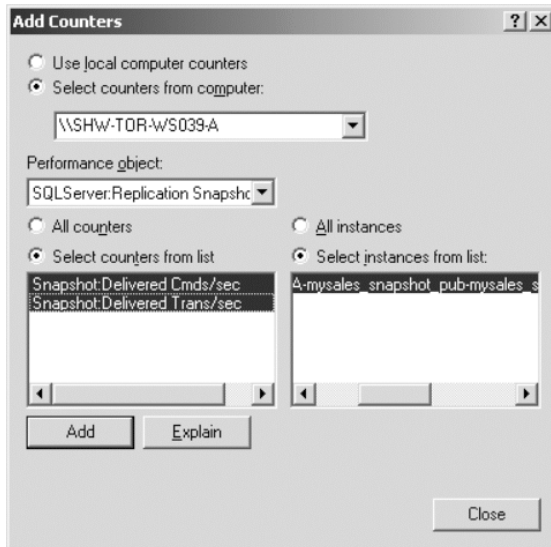 Add Counters
Use local computer counters
Select counters from computer:
\\SHW-TOR-WS039-A
Performance object:
SQLServer:Replication Snapshc
All counters
All instances
Select counters from list
Select instances from list:
Snapshot:Delivered Cmds/sec
Snapshot:Delivered Trans/sec
A-mysales_snapshot_pub-mysales_s
Add
Explain
Close